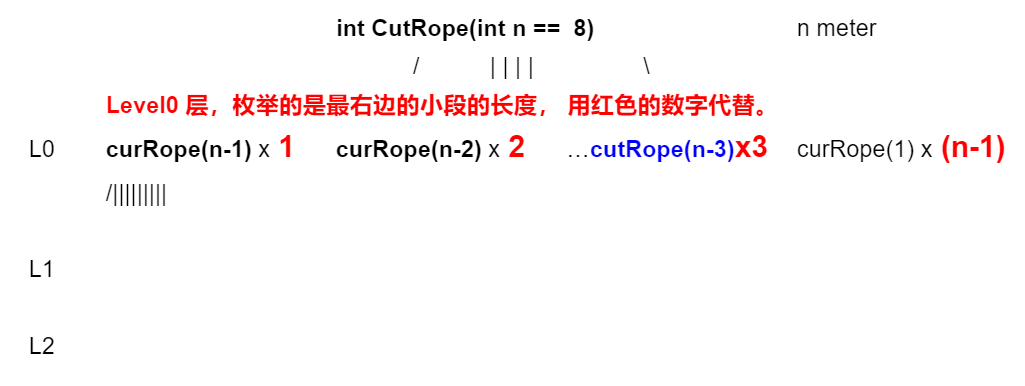 int CutRope(int n == 8) n meter
/ | | | | \
Level0 层，枚举的是最右边的小段的长度， 用红色的数字代替。
L0 curRope(n-1) x 1 curRope(n-2) x 2 …cutRope(n-3)x3 curRope(1) x (n-1)
/|||||||||
L1
L2